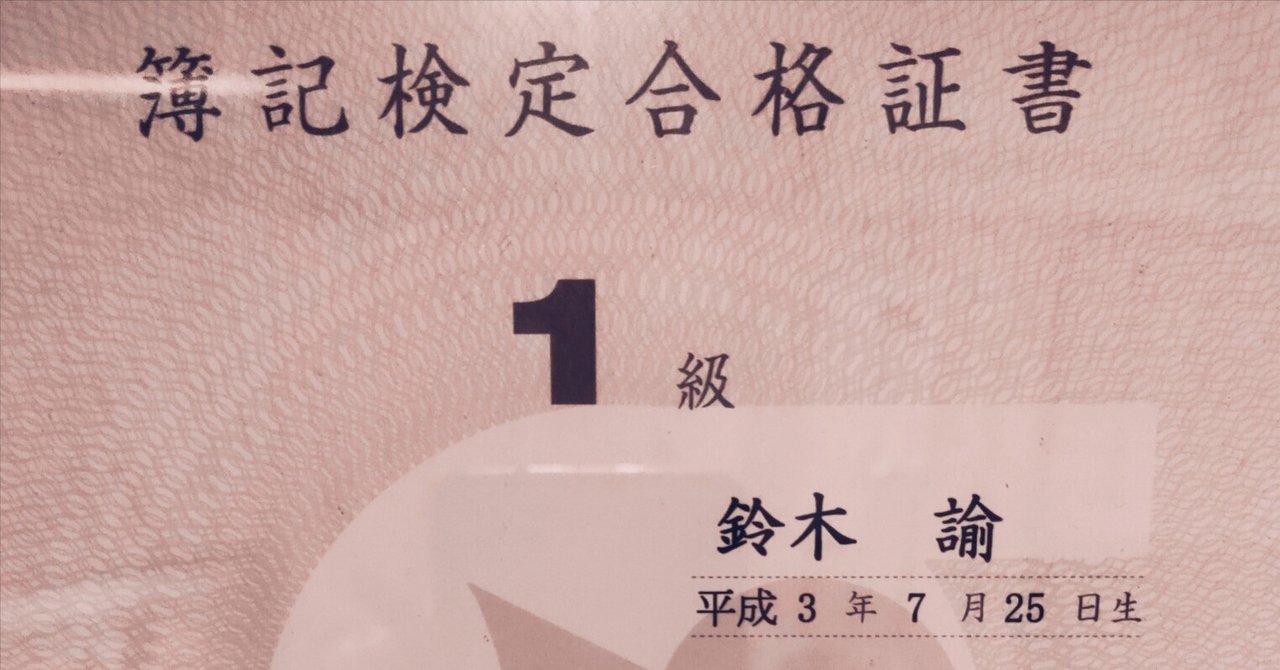 簿記検定合格証書
1級
鈴木 諭
平成 3 年 7 月 25 日生